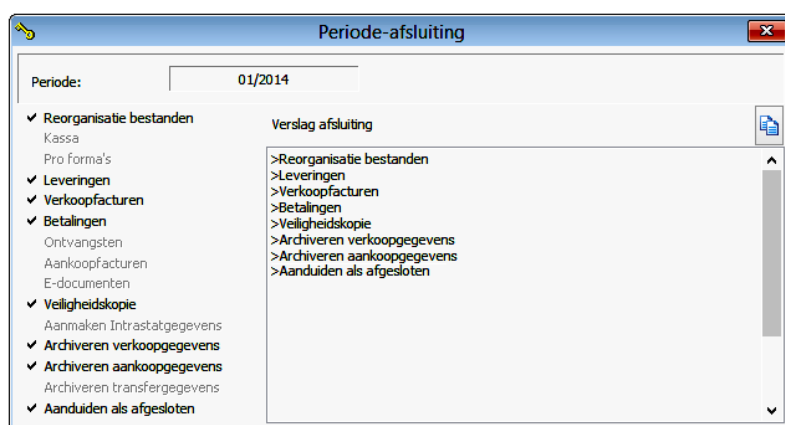 Periode-afsluiting
Periode: 01/2014
Reorganisatie bestanden
Kassa
Pro forma's
Leveringen
Verkoopfacturen
Betalingen
Ontvangsten
Aankoopfacturen
E-documenten
Veiligheidskopie
Aanmaken Intrastatgegevens
Archiveren verkoopgegevens
Archiveren aankoopgegevens
Archiveren transfergegevens
Aanduiden als afgesloten
Verslag afsluiting
>Reorganisatie bestanden
>Leveringen
>Verkoopfacturen
>Betalingen
>Veiligheidskopie
>Archiveren verkoopgegevens
>Archiveren aankoopgegevens
>Aanduiden als afgesloten